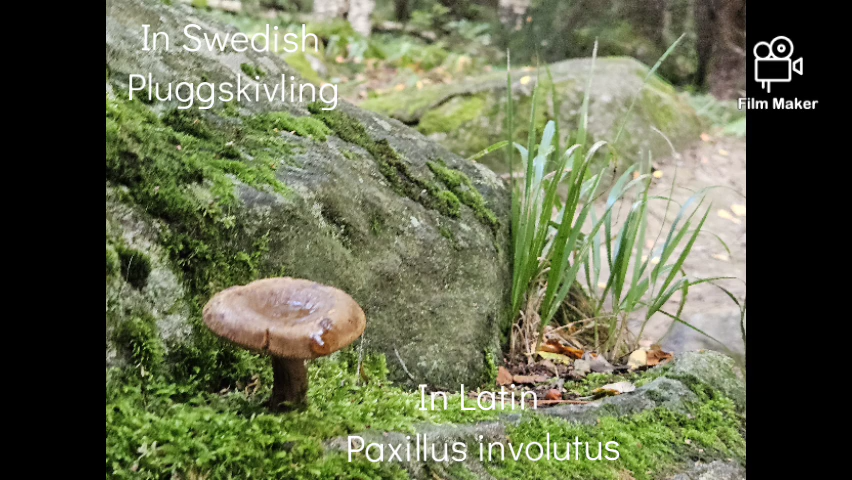 In Swedish
Pluggskivling
Film Maker
In Latin
Paxillus involutus